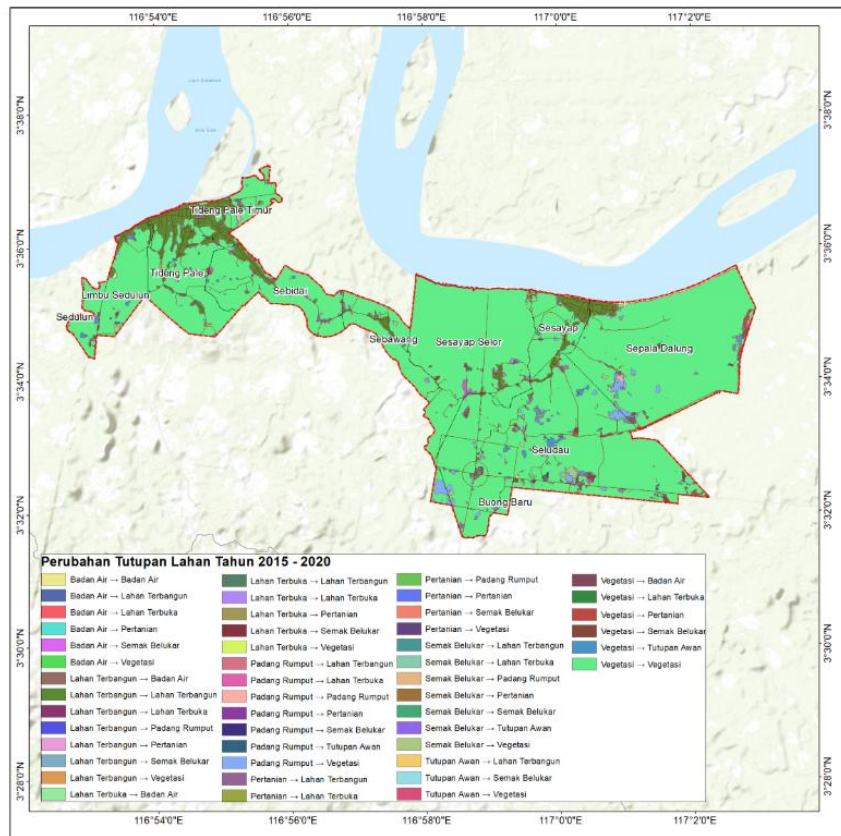 116°54'0"E 116°56'0"E 116°58'0"E 117°0'0"E 117°2'0"E
3°38'0"N 3°38'0"N
Tideng Pale Timur
3°36'0"N 3°36'0"N
Tideng Pale
Limbu Sedulun
Sebidai
Sedulun
Sesayap
Sebawang
Sesayap Selor
Sepala Dalung
3°34'0"N 3°34'0"N
Seludau
Buong Baru
3°32'0"N 3°32'0"N
Perubahan Tutupan Lahan Tahun 2015 - 2020
Badan Air → Badan Air
Badan Air → Lahan Terbangun
Badan Air → Lahan Terbuka
Badan Air → Pertanian
Badan Air → Semak Belukar
Badan Air → Vegetasi
Lahan Terbangun → Badan Air
Lahan Terbangun → Lahan Terbangun
Lahan Terbangun → Lahan Terbuka
Lahan Terbangun → Padang Rumput
Lahan Terbangun → Pertanian
Lahan Terbangun → Semak Belukar
Lahan Terbangun → Vegetasi
Lahan Terbuka → Badan Air
Lahan Terbuka → Lahan Terbangun
Lahan Terbuka → Lahan Terbuka
Lahan Terbuka → Pertanian
Lahan Terbuka → Semak Belukar
Lahan Terbuka → Vegetasi
Padang Rumput → Lahan Terbangun
Padang Rumput → Lahan Terbuka
Padang Rumput → Padang Rumput
Padang Rumput → Pertanian
Padang Rumput → Semak Belukar
Padang Rumput → Tutupan Awan
Padang Rumput → Vegetasi
Pertanian → Lahan Terbangun
Pertanian → Lahan Terbuka
Pertanian → Padang Rumput
Pertanian → Pertanian
Pertanian → Semak Belukar
Pertanian → Vegetasi
Semak Belukar → Lahan Terbangun
Semak Belukar → Lahan Terbuka
Semak Belukar → Padang Rumput
Semak Belukar → Pertanian
Semak Belukar → Semak Belukar
Semak Belukar → Tutupan Awan
Semak Belukar → Vegetasi
Tutupan Awan → Lahan Terbangun
Tutupan Awan → Semak Belukar
Tutupan Awan → Vegetasi
Vegetasi → Badan Air
Vegetasi → Lahan Terbuka
Vegetasi → Pertanian
Vegetasi → Semak Belukar
Vegetasi → Tutupan Awan
Vegetasi → Vegetasi
3°30'0"N 3°30'0"N
3°28'0"N 3°28'0"N
116°54'0"E 116°56'0"E 116°58'0"E 117°0'0"E 117°2'0"E